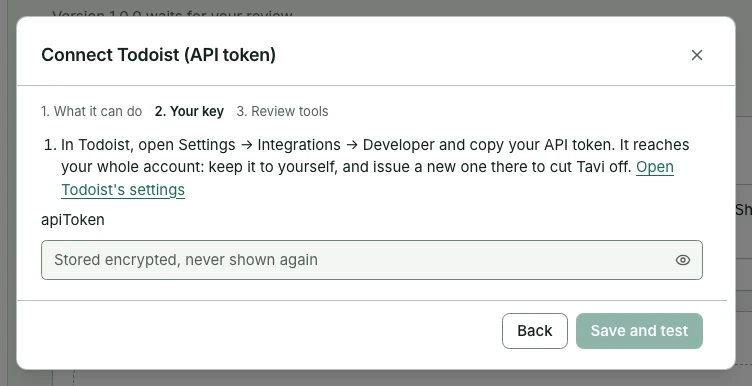 Version 1.0.0 waits for your review
Connect Todoist (API token)
1. What it can do 2. Your key 3. Review tools
1. In Todoist, open Settings → Integrations → Developer and copy your API token. It reaches
your whole account: keep it to yourself, and issue a new one there to cut Tavi off. Open
Todoist's settings
Sh
apiToken
Stored encrypted, never shown again
Back Save and test